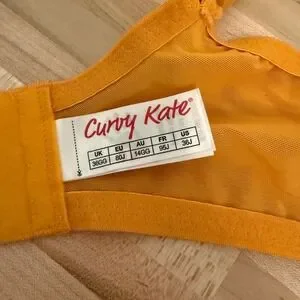 Curvy Kate®
UK EU AU FR US
36GG 80J 14GG 95J 36J